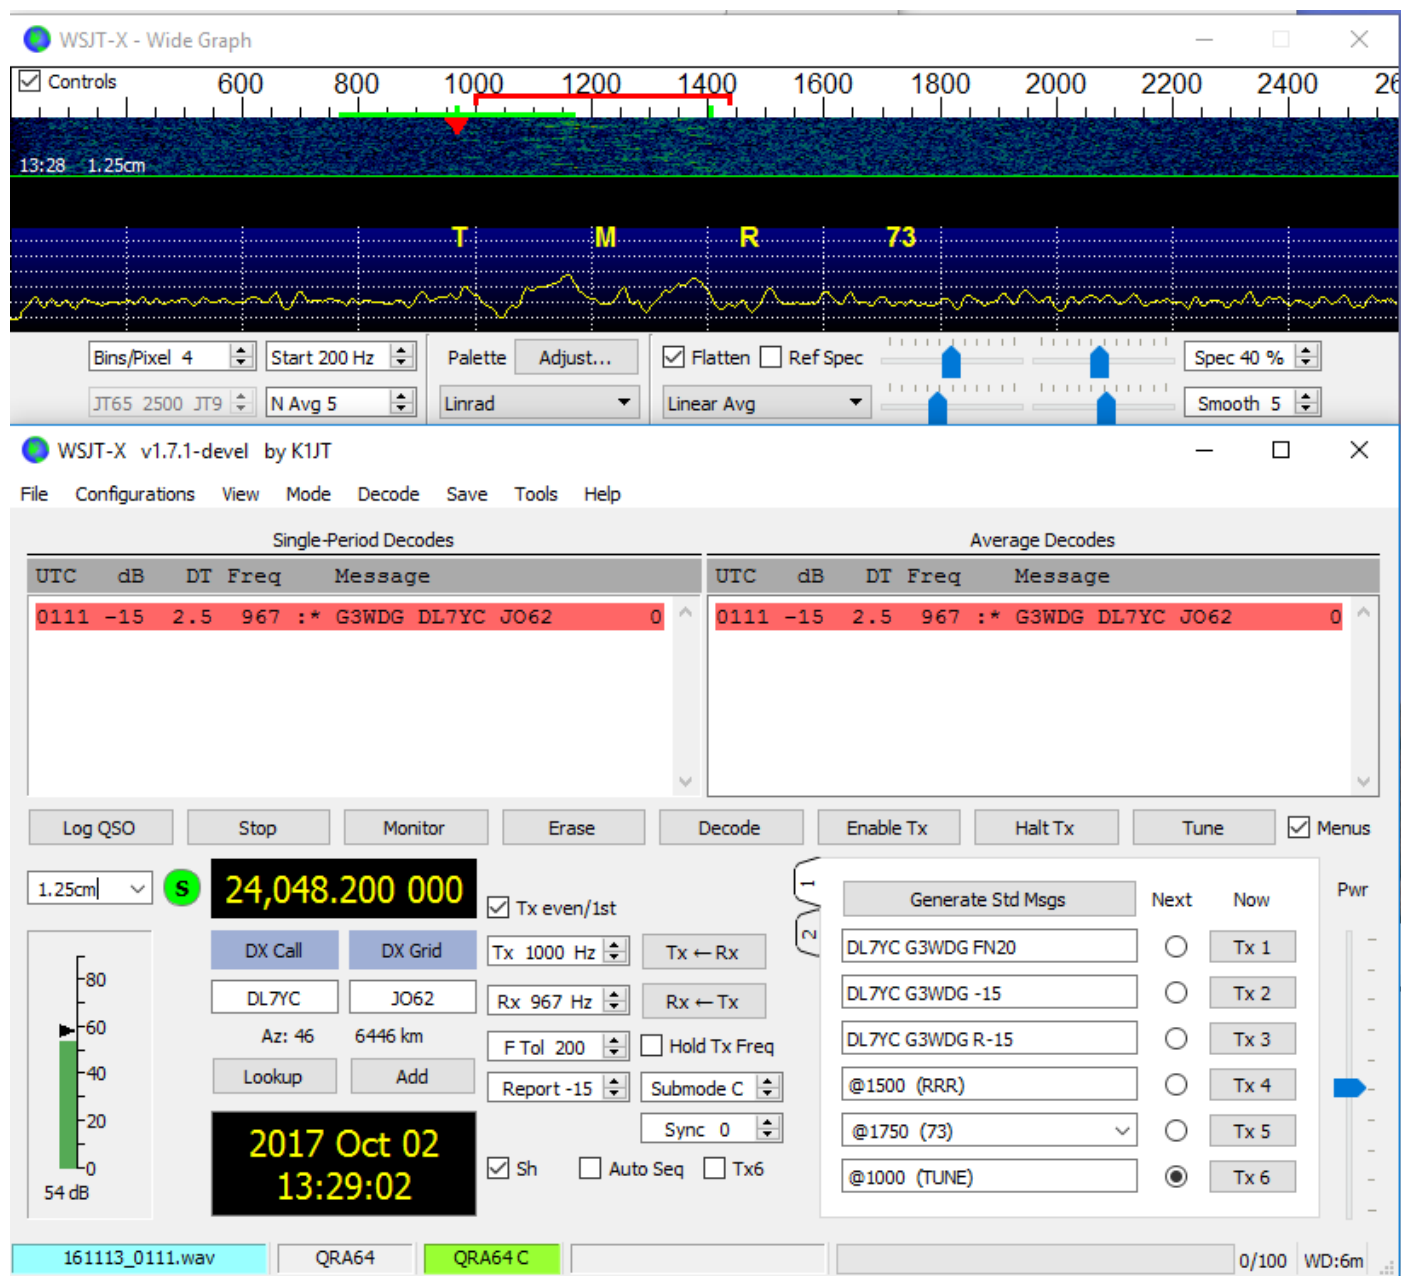 WSJT-X - Wide Graph
Controls 600 800 1000 1200 1400 1600 1800 2000 2200 2400 26
13:28 1.25cm
T M R 73
Bins/Pixel 4 Start 200 Hz Palette Adjust... Flatten Ref Spec Spec 40 %
JT65 2500 JT9 N Avg 5 Linrad Linear Avg Smooth 5
WSJT-X v1.7.1-devel by K1JT
File Configurations View Mode Decode Save Tools Help
Single-Period Decodes Average Decodes
UTC dB DT Freq Message UTC dB DT Freq Message
0111 -15 2.5 967 :* G3WDG DL7YC JO62 0 0111 -15 2.5 967 :* G3WDG DL7YC JO62 0
Log QSO Stop Monitor Erase Decode Enable Tx Halt Tx Tune Menus
1.25cm S 24,048.200 000 Tx even/1st 1 Generate Std Msgs Next Now Pwr
DX Call DX Grid Tx 1000 Hz Tx ← Rx 2 DL7YC G3WDG FN20 Tx 1
-80 DL7YC JO62 Rx 967 Hz Rx ← Tx DL7YC G3WDG -15 Tx 2
-60 Az: 46 6446 km F Tol 200 Hold Tx Freq DL7YC G3WDG R-15 Tx 3
-40 Lookup Add Report -15 Submode C @1500 (RRR) Tx 4
-20 2017 Oct 02 Sync 0 @1750 (73) Tx 5
-0 13:29:02 Sh Auto Seq Tx6 @1000 (TUNE) Tx 6
54 dB
161113_0111.wav QRA64 QRA64 C 0/100 WD:6m